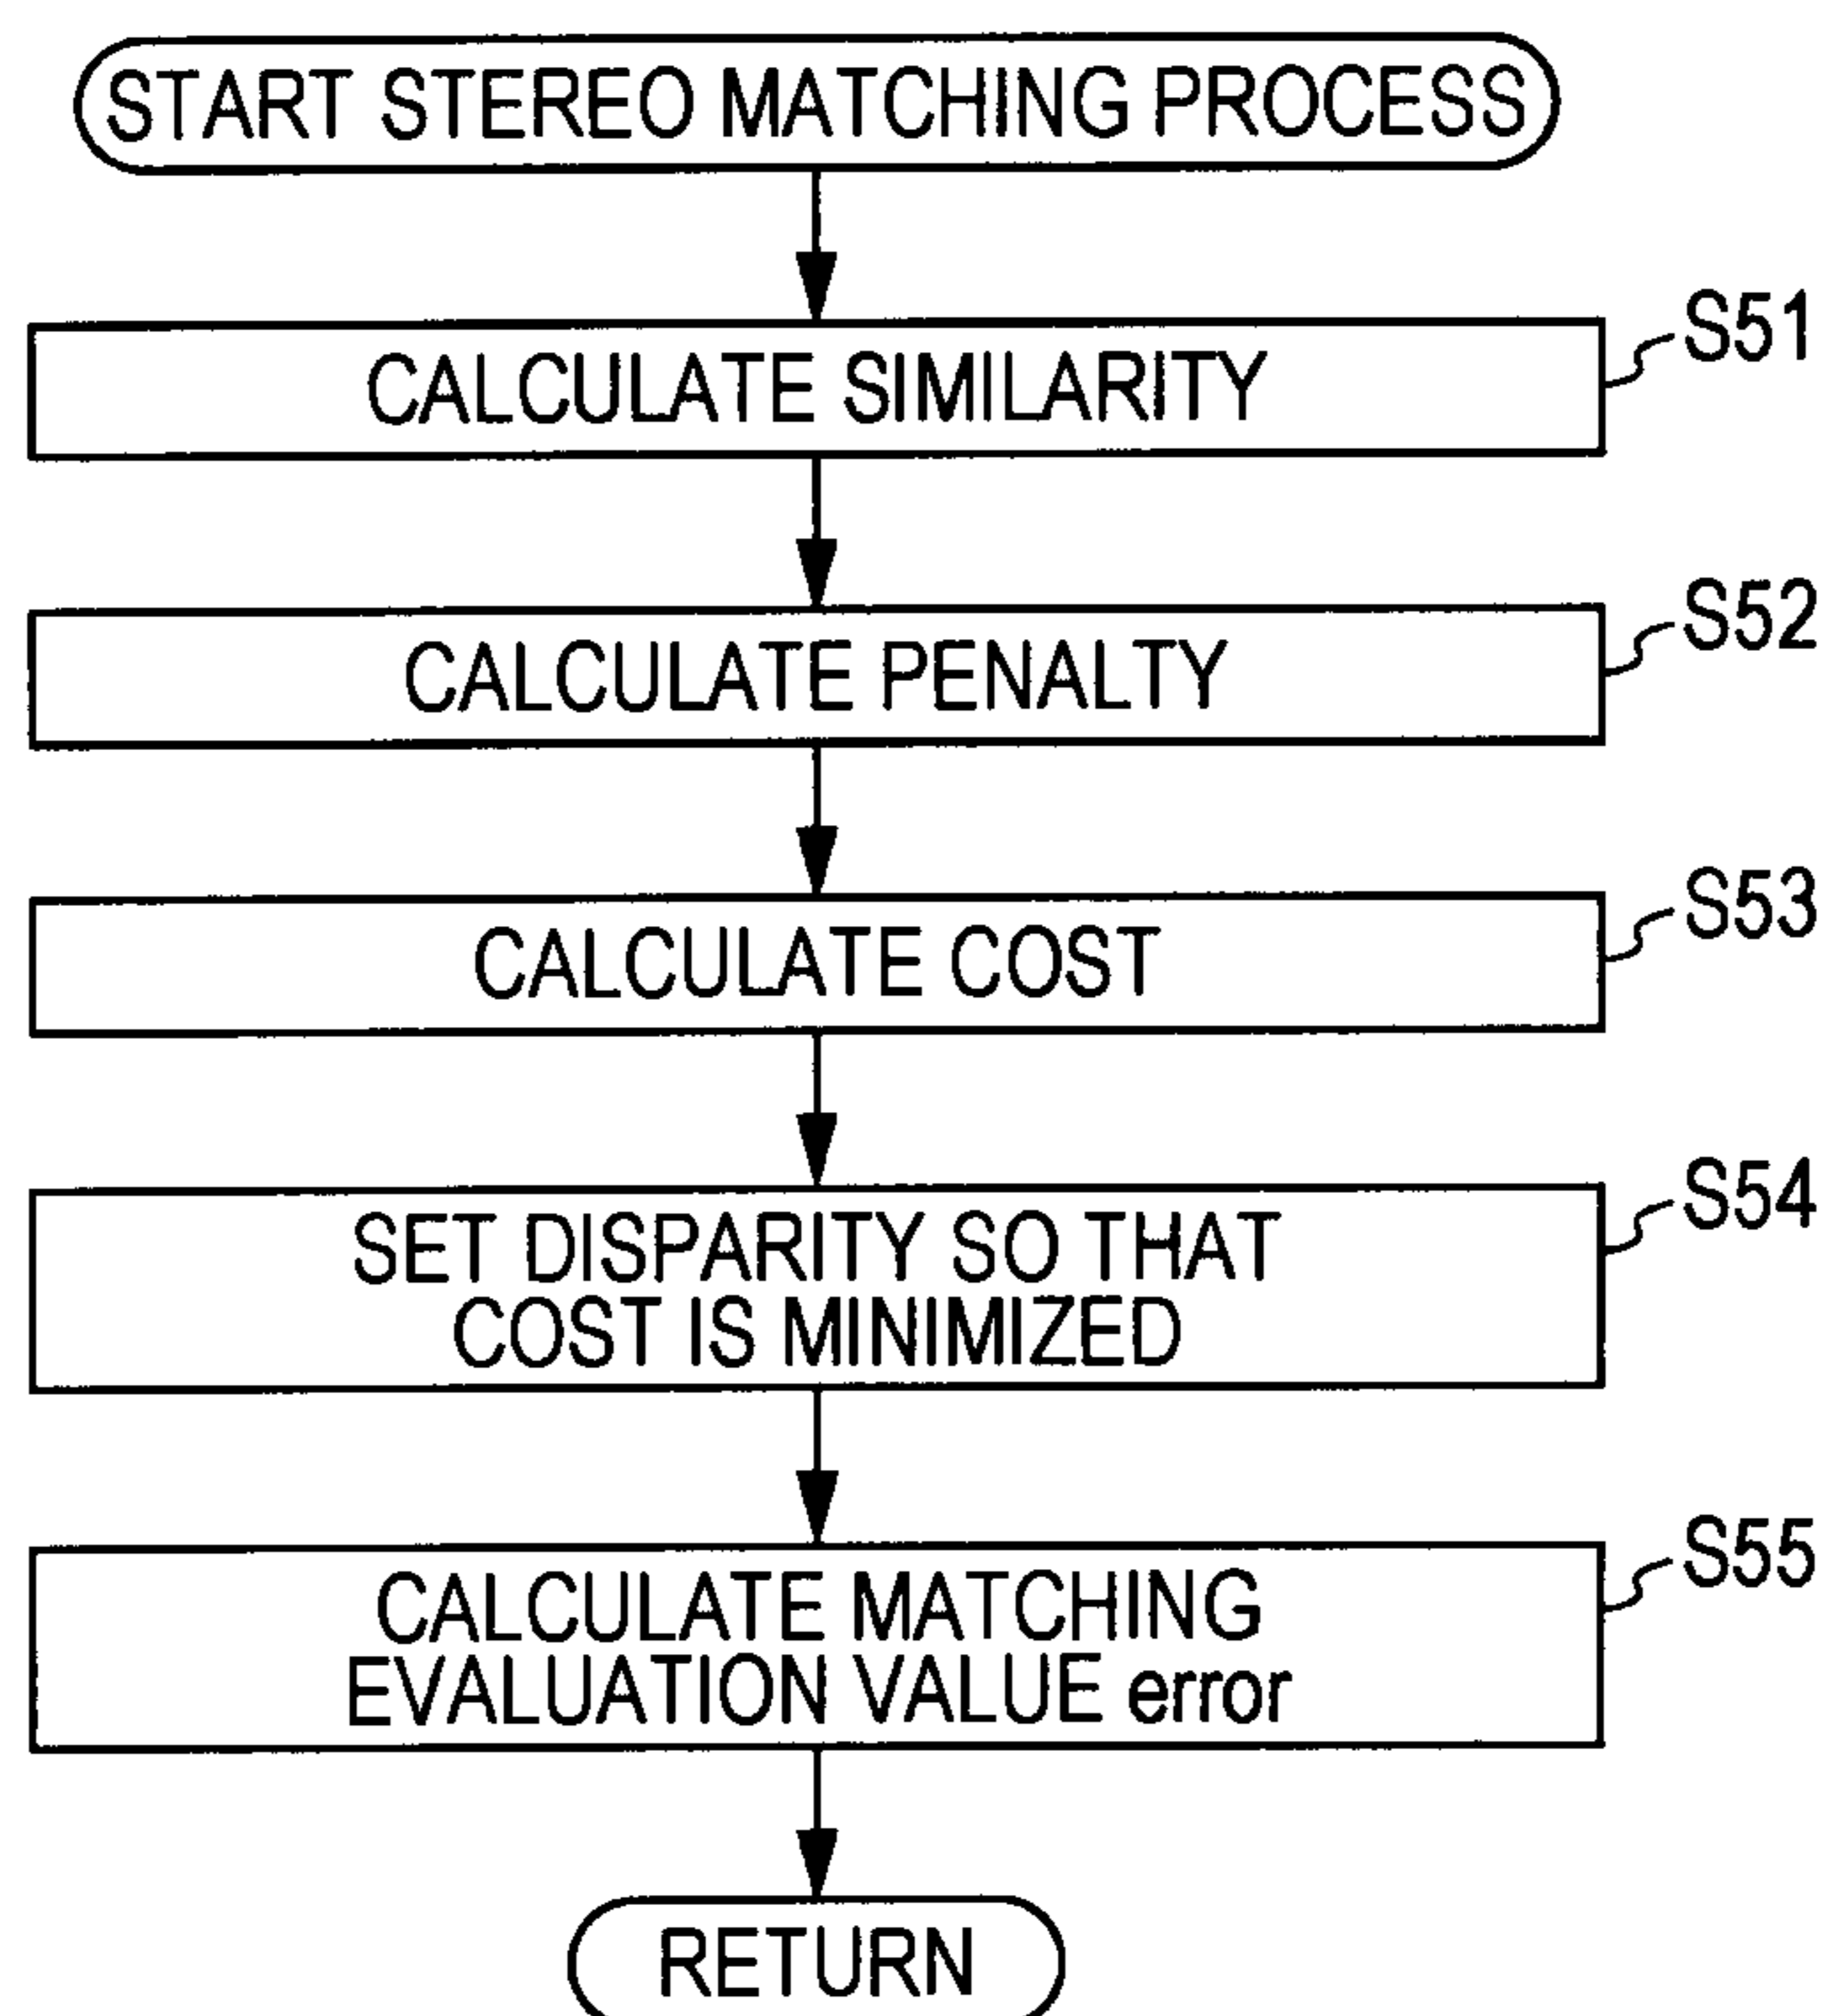 START STEREO MATCHING PROCESS
CALCULATE SIMILARITY
S51
CALCULATE PENALTY
S52
CALCULATE COST
S53
SET DISPARITY SO THAT
COST IS MINIMIZED
S54
CALCULATE MATCHING
EVALUATION VALUE error
S55
RETURN